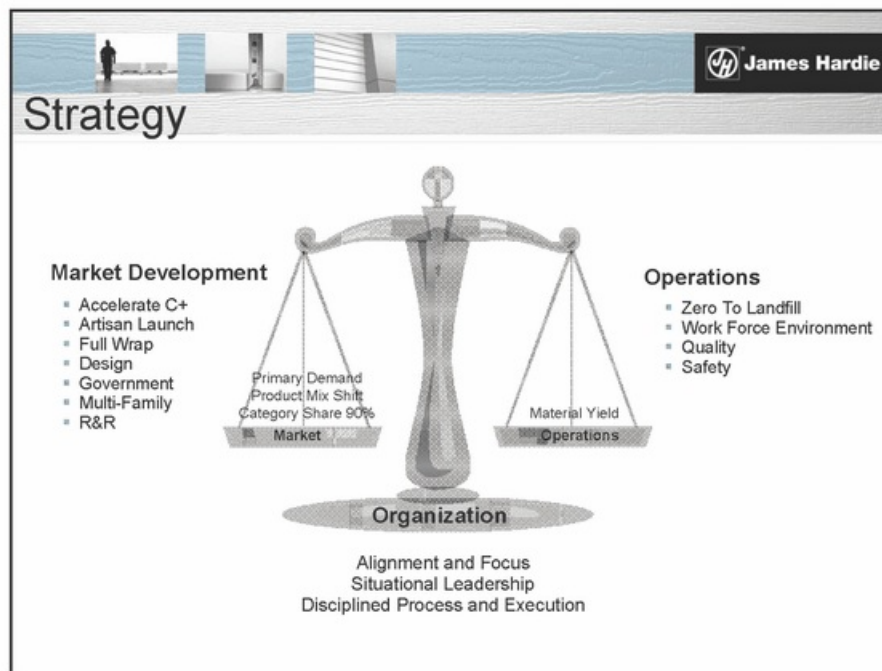 JH James Hardie
Strategy
Market Development
Accelerate C+
Artisan Launch
Full Wrap
Design
Government
Multi-Family
R&R
Primary Demand
Product Mix Shift
Category Share 90%
Market
Operations
Zero To Landfill
Work Force Environment
Quality
Safety
Material Yield
Operations
Organization
Alignment and Focus
Situational Leadership
Disciplined Process and Execution